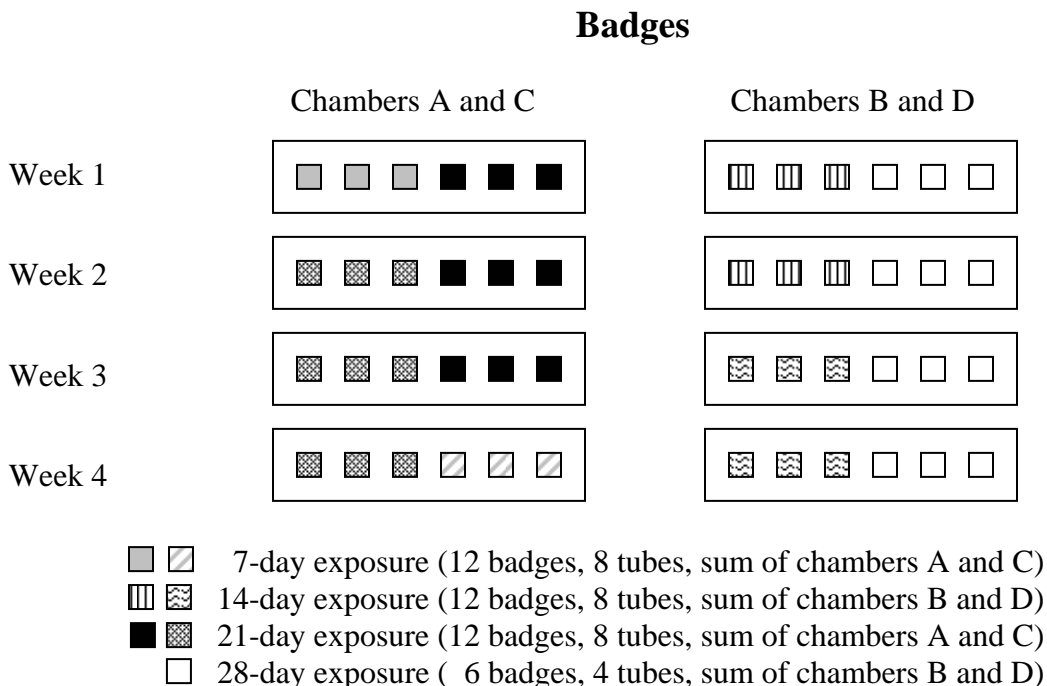 Badges
Chambers A and C Chambers B and D
Week 1
Week 2
Week 3
Week 4
7-day exposure (12 badges, 8 tubes, sum of chambers A and C)
14-day exposure (12 badges, 8 tubes, sum of chambers B and D)
21-day exposure (12 badges, 8 tubes, sum of chambers A and C)
28-day exposure ( 6 badges, 4 tubes, sum of chambers B and D)